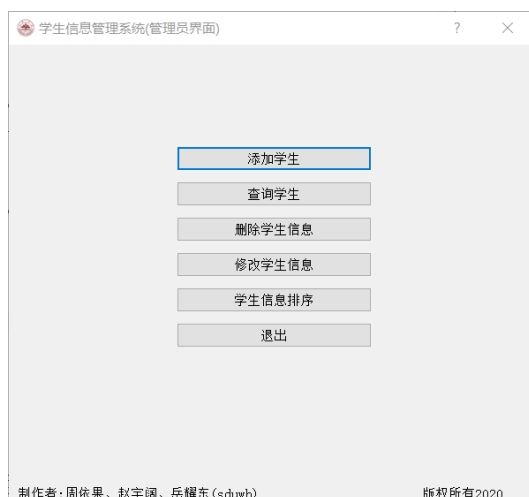 学生信息管理系统(管理员界面)
添加学生
查询学生
删除学生信息
修改学生信息
学生信息排序
退出
制作者:周依果、赵宇阔、岳耀东(sduwh) 版权所有2020